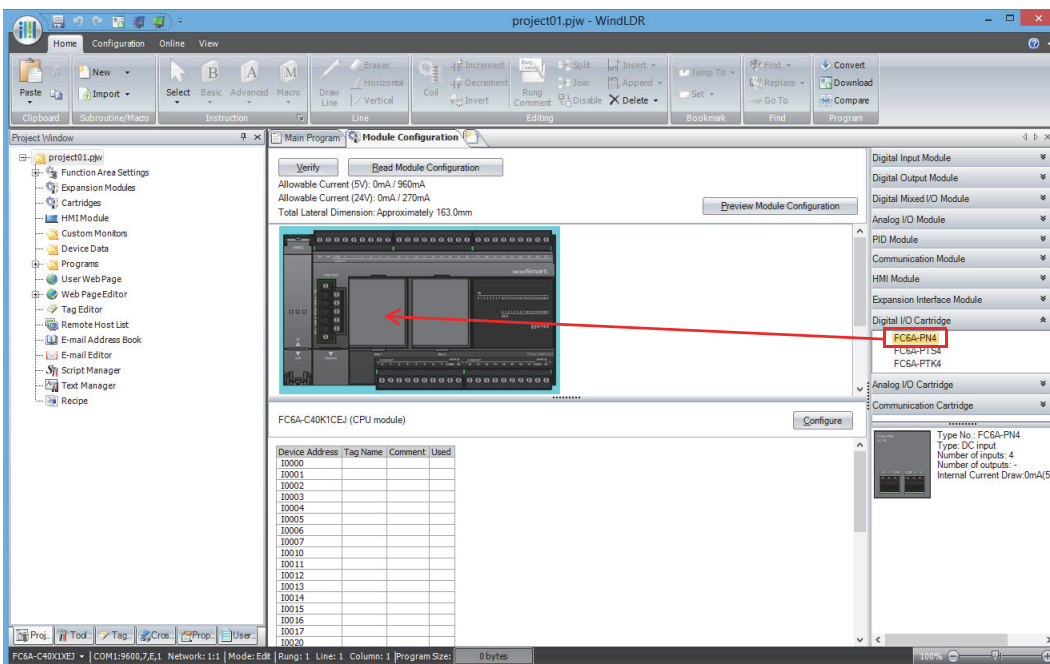 project01.pjw - WindLDR
Home Configuration Online View
Paste New Import Select Basic Advanced Macro Draw Line Eraser Horizontal Vertical Coil Increment Decrement Invert Rung Comment Split Join Disable Insert Append Delete Jump To Set Find Replace Go To Convert Download Compare
Clipboard Subroutine/Macro Instruction Line Editing Bookmark Find Program
Project Window
project01.pjw
Function Area Settings
Expansion Modules
Cartridges
HMI Module
Custom Monitors
Device Data
Programs
User Web Page
Web Page Editor
Tag Editor
Remote Host List
E-mail Address Book
E-mail Editor
Script Manager
Text Manager
Recipe
Proj... Tool... Tag... Cros... Prop... User...
Main Program Module Configuration
Verify Read Module Configuration
Allowable Current (5V): 0mA / 960mA
Allowable Current (24V): 0mA / 270mA
Total Lateral Dimension: Approximately 163.0mm
Preview Module Configuration
FC6A-C40K1CEJ (CPU module)
Configure
Device Address Tag Name Comment Used
I0000
I0001
I0002
I0003
I0004
I0005
I0006
I0007
I0010
I0011
I0012
I0013
I0014
I0015
I0016
I0017
I0020
Digital Input Module
Digital Output Module
Digital Mixed I/O Module
Analog I/O Module
PID Module
Communication Module
HMI Module
Expansion Interface Module
Digital I/O Cartridge
FC6A-PN4
FC6A-PTS4
FC6A-PTK4
Analog I/O Cartridge
Communication Cartridge
Type No.: FC6A-PN4
Type: DC input
Number of inputs: 4
Number of outputs: -
Internal Current Draw:0mA(5
FC6A-C40X1XEJ COM1:9600,7,E,1 Network: 1:1 Mode: Edit Rung: 1 Line: 1 Column: 1 Program Size: 0 bytes 100%